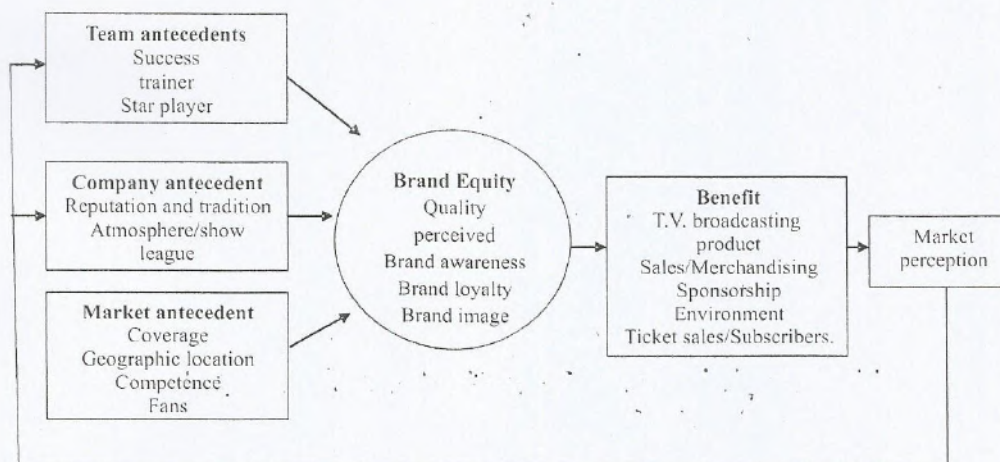 Team antecedents
Success
trainer
Star player
Company antecedent
Reputation and tradition
Atmosphere/show
league
Market antecedent
Coverage
Geographic location
Competence
Fans
Brand Equity
Quality
perceived
Brand awareness
Brand loyalty
Brand image
Benefit
T.V. broadcasting
product
Sales/Merchandising
Sponsorship
Environment
Ticket sales/Subscribers.
Market
perception